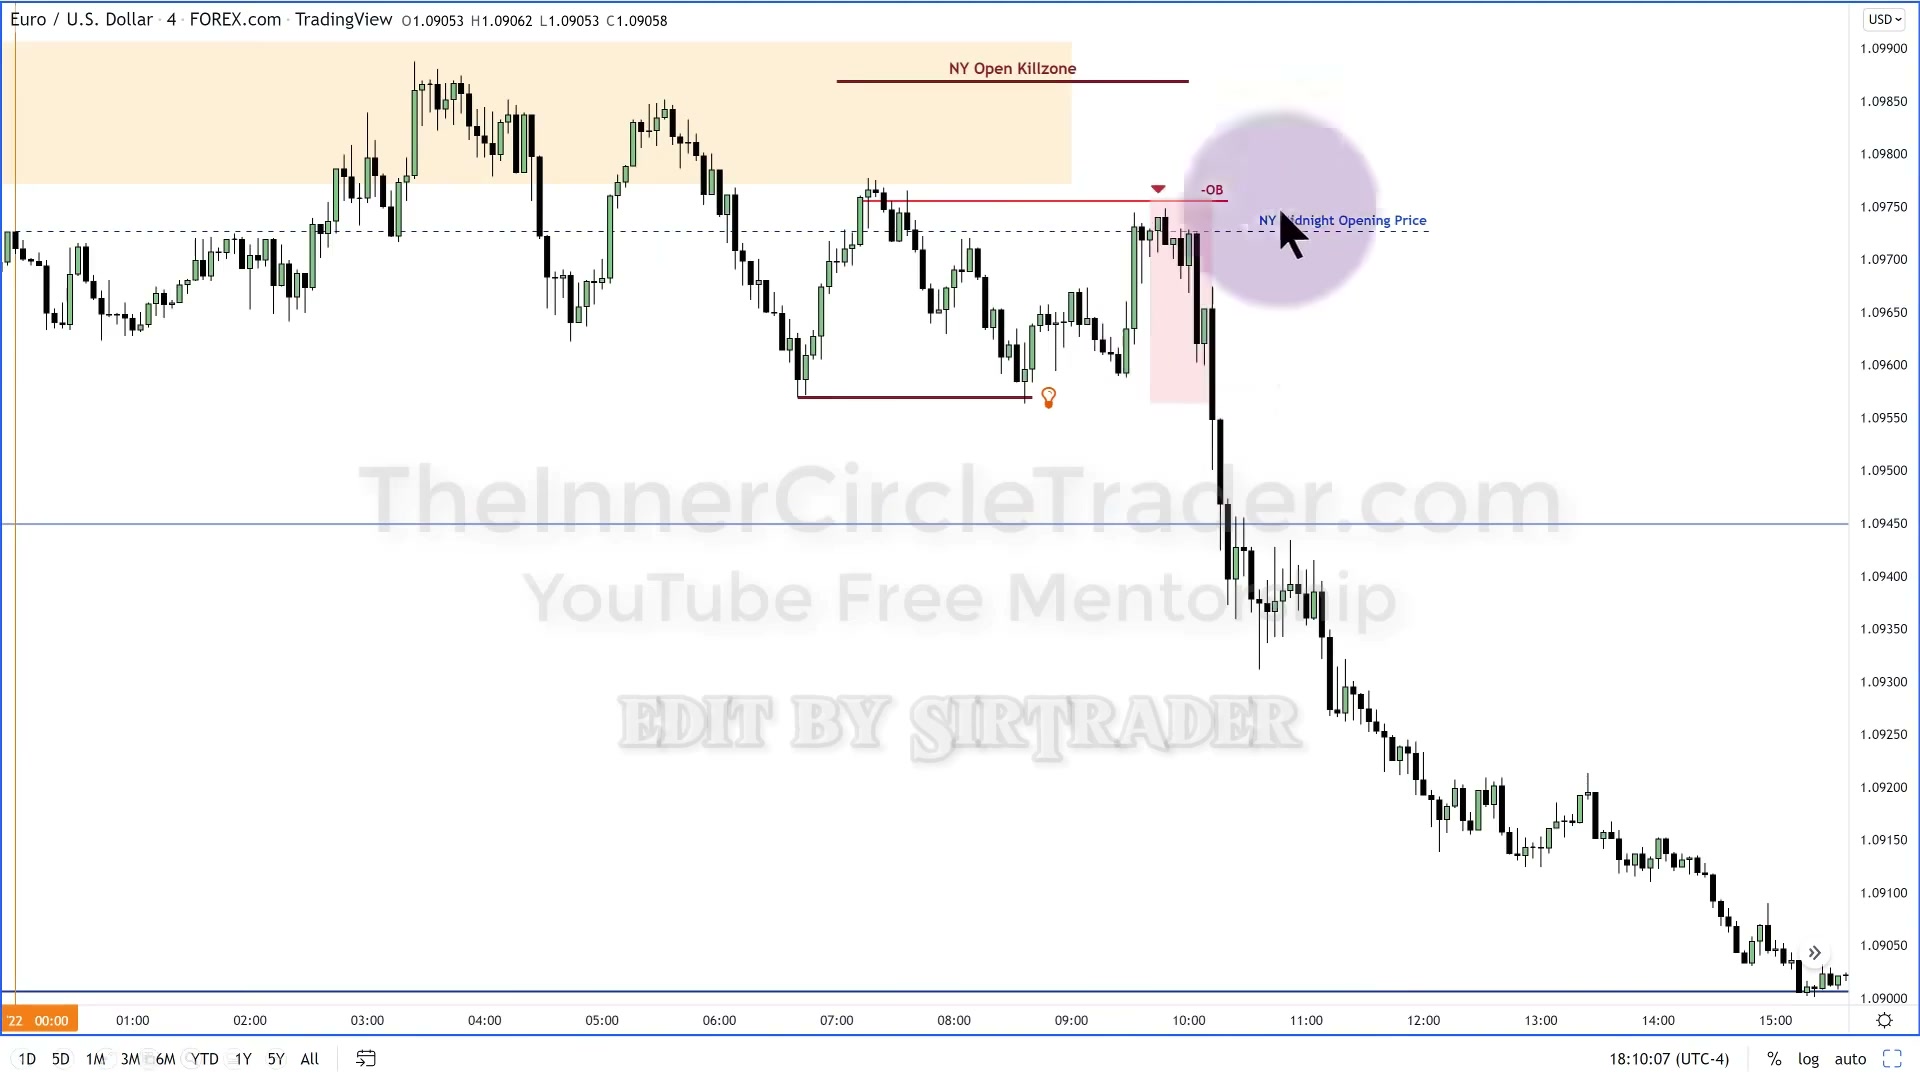 Euro / U.S. Dollar · 4 · FOREX.com · TradingView O1.09053 H1.09062 L1.09053 C1.09058
USD
1.09900
NY Open Killzone
1.09850
1.09800
-OB
1.09750
NY Midnight Opening Price
1.09700
1.09650
1.09600
1.09550
1.09500
TheInnerCircleTrader.com
1.09450
1.09400
YouTube Free Mentorship
1.09350
1.09300
EDIT BY SIRTRADER
1.09250
1.09200
1.09150
1.09100
1.09050
1.09000
'22 00:00 01:00 02:00 03:00 04:00 05:00 06:00 07:00 08:00 09:00 10:00 11:00 12:00 13:00 14:00 15:00
1D 5D 1M 3M 6M YTD 1Y 5Y All 18:10:07 (UTC-4) % log auto